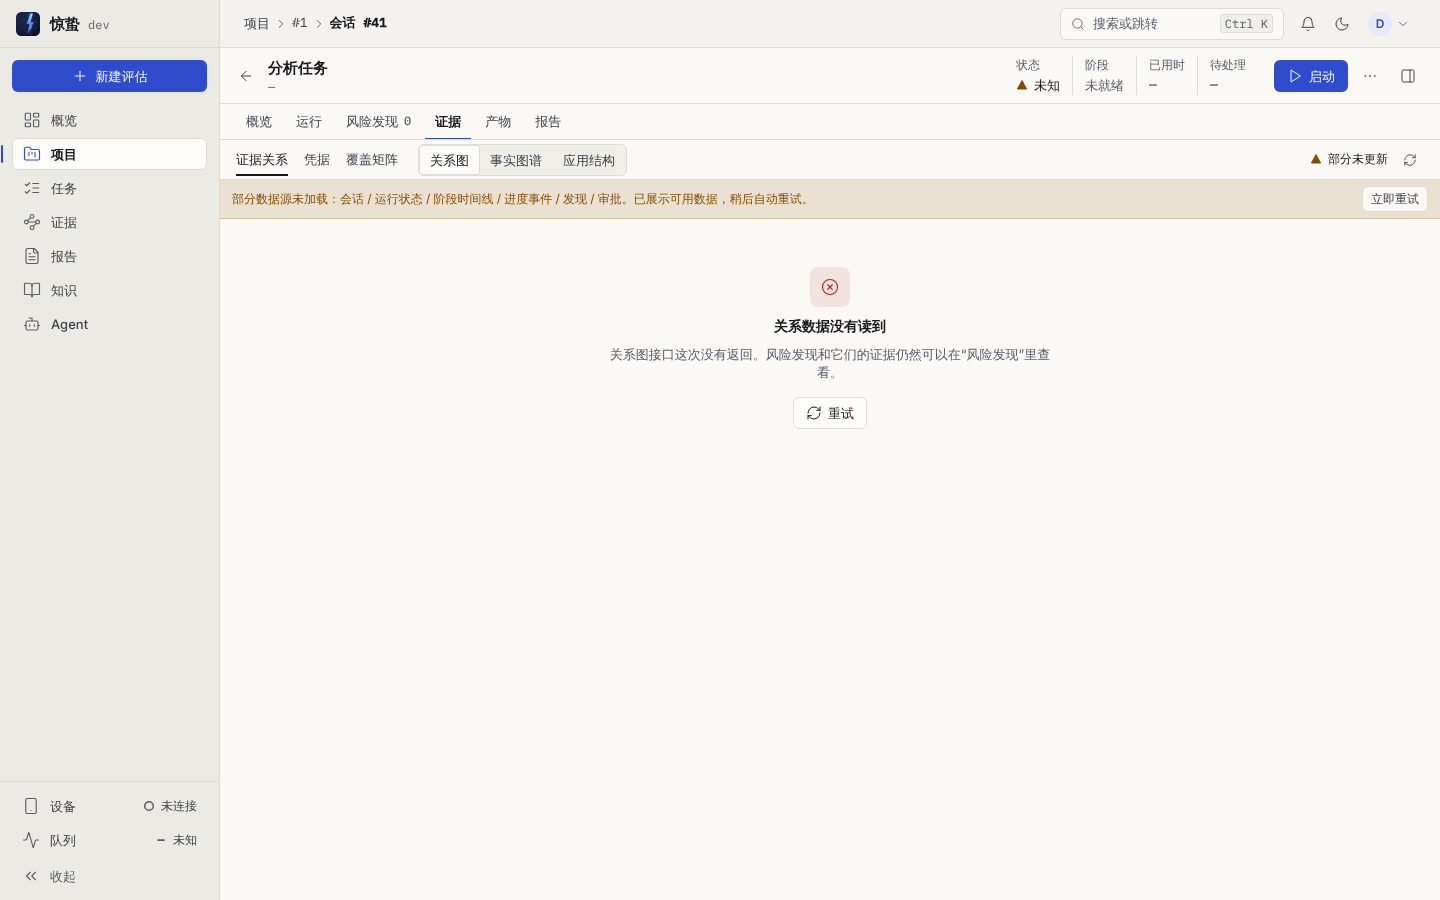 惊蛰 dev
项目 > #1 > 会话 #41
搜索或跳转 Ctrl K
D
新建评估
概览
项目
任务
证据
报告
知识
Agent
分析任务
—
状态
未知
阶段
未就绪
已用时
—
待处理
—
启动
概览 运行 风险发现 0 证据 产物 报告
证据关系 凭据 覆盖矩阵 关系图 事实图谱 应用结构
部分未更新
部分数据源未加载：会话 / 运行状态 / 阶段时间线 / 进度事件 / 发现 / 审批。已展示可用数据，稍后自动重试。
立即重试
关系数据没有读到
关系图接口这次没有返回。风险发现和它们的证据仍然可以在“风险发现”里查
看。
重试
设备 未连接
队列 — 未知
收起